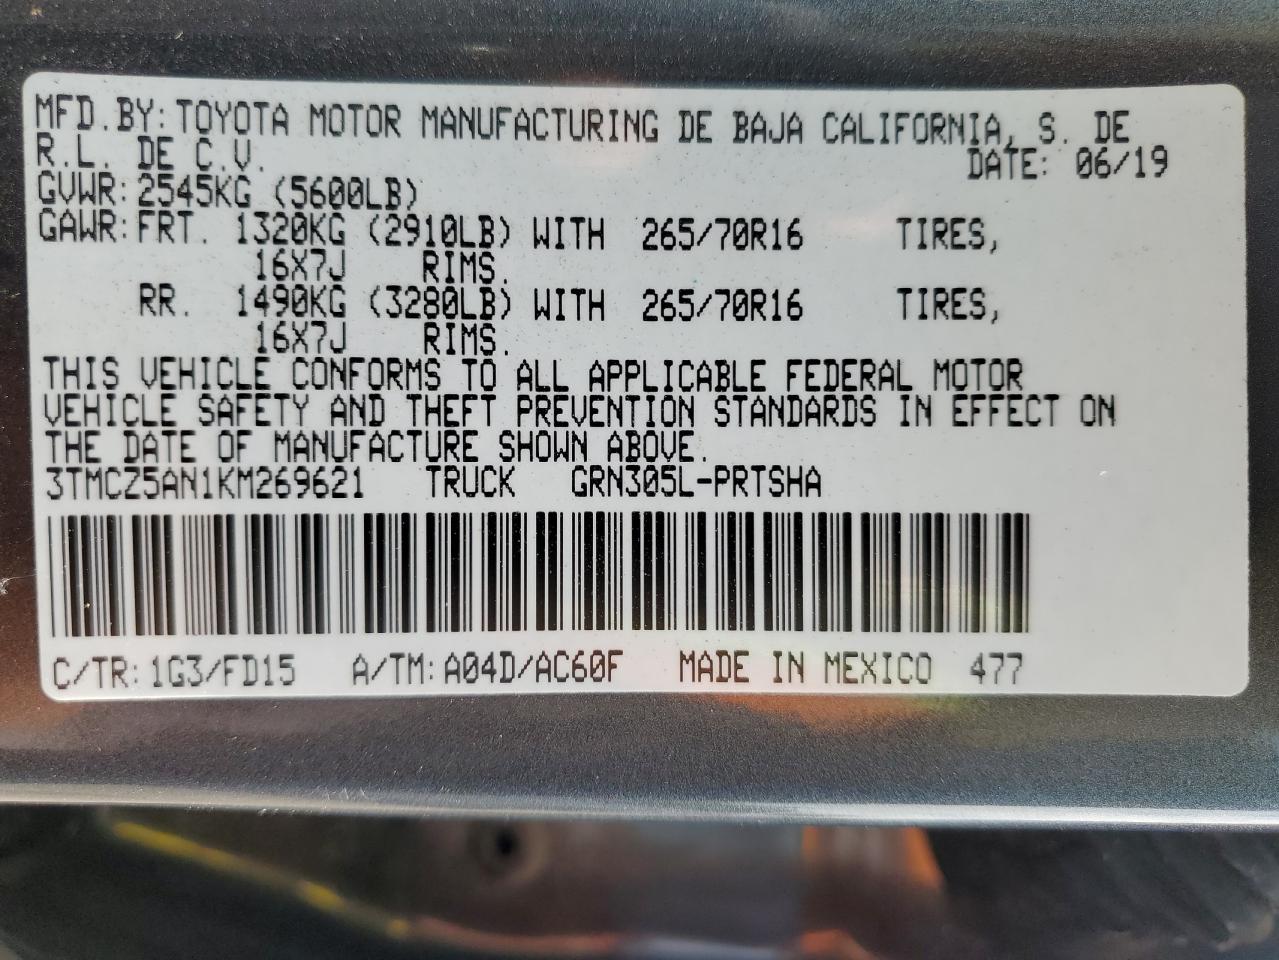 MFD.BY: TOYOTA MOTOR MANUFACTURING DE BAJA CALIFORNIA, S. DE
R.L. DE C.V. DATE: 06/19
GVWR: 2545KG (5600LB)
GAWR: FRT. 1320KG (2910LB) WITH 265/70R16 TIRES,
16X7J RIMS.
RR. 1490KG (3280LB) WITH 265/70R16 TIRES,
16X7J RIMS.
THIS VEHICLE CONFORMS TO ALL APPLICABLE FEDERAL MOTOR
VEHICLE SAFETY AND THEFT PREVENTION STANDARDS IN EFFECT ON
THE DATE OF MANUFACTURE SHOWN ABOVE.
3TMCZ5AN1KM269621 TRUCK GRN305L-PRTSHA
C/TR: 1G3/FD15 A/TM: A04D/AC60F MADE IN MEXICO 477